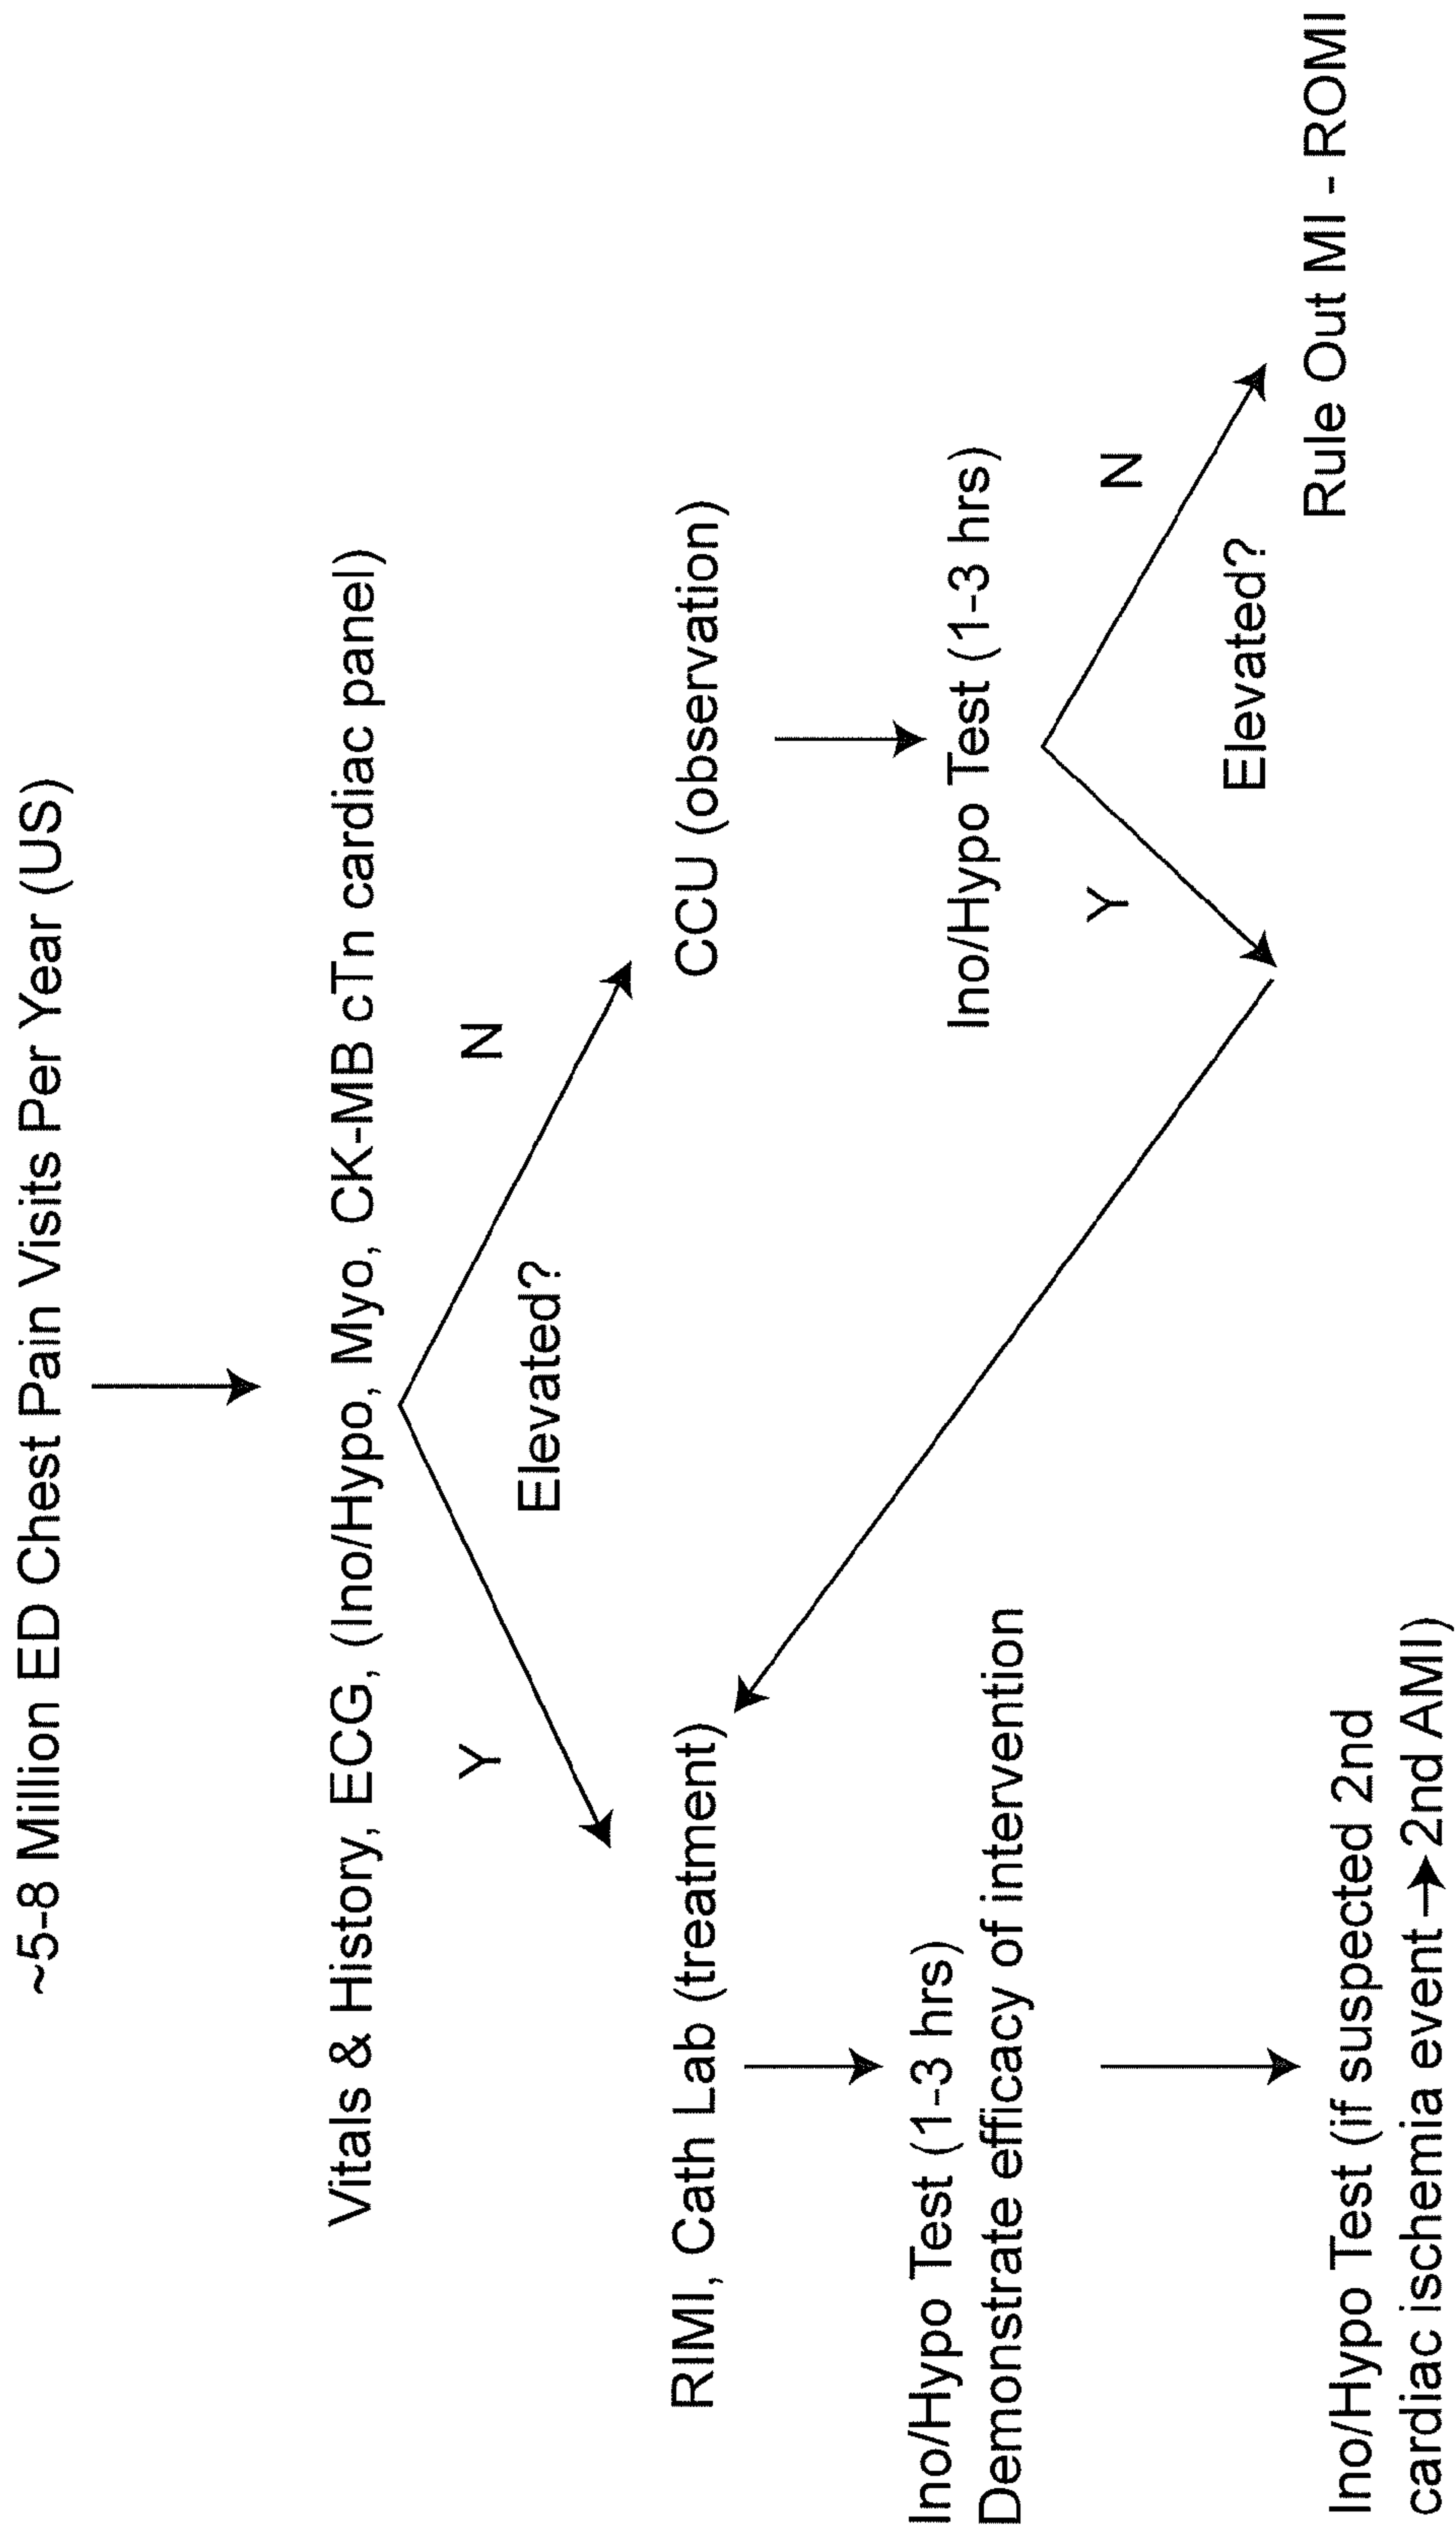 ~5-8 Million ED Chest Pain Visits Per Year (US)
Vitals & History, ECG, (Ino/Hypo, Myo, CK-MB cTn cardiac panel)
Y
Elevated?
N
RIMI, Cath Lab (treatment)
CCU (observation)
Ino/Hypo Test (1-3 hrs)
Demonstrate efficacy of intervention
Ino/Hypo Test (1-3 hrs)
Y
Elevated?
N
Ino/Hypo Test (if suspected 2nd
cardiac ischemia event → 2nd AMI)
Rule Out MI - ROMI